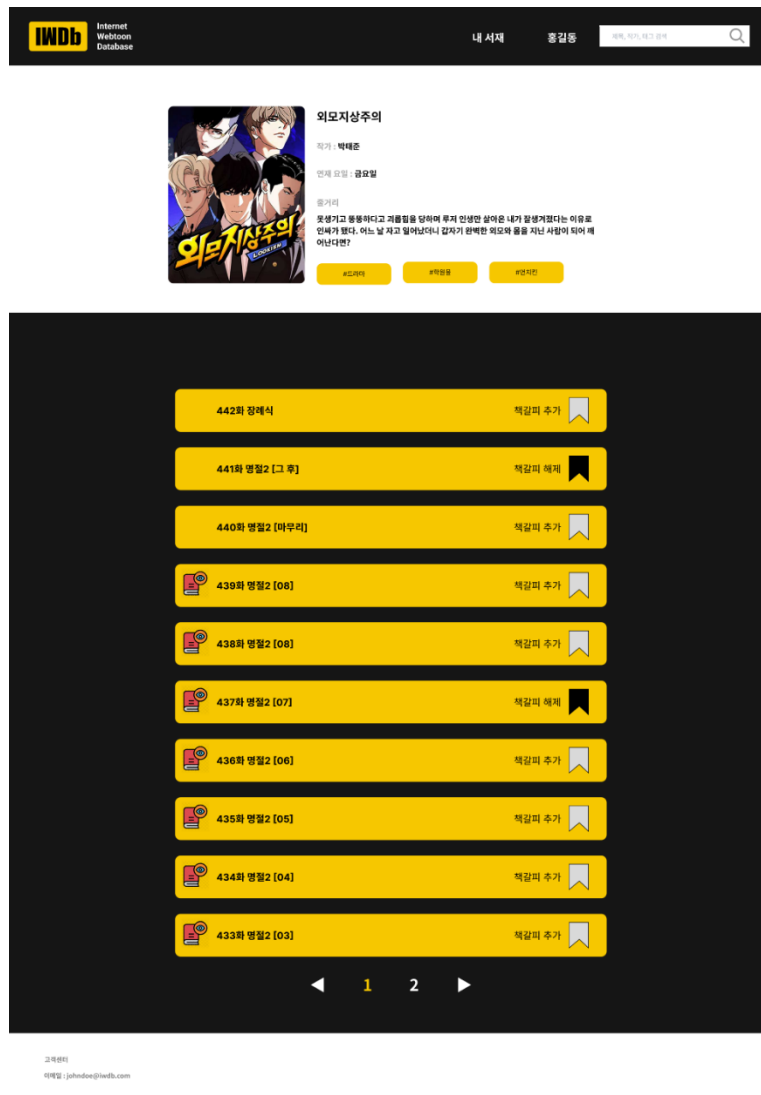 IWDb
Internet
Webtoon
Database
내 서재
홍길동
제목, 작가, 태그 검색
외모지상주의
LOOKISM
외모지상주의
작가 : 박태준
연재 요일 : 금요일
줄거리
못생기고 뚱뚱하다고 괴롭힘을 당하며 루저 인생만 살아온 내가 잘생겨졌다는 이유로
인싸가 됐다. 어느 날 자고 일어났더니 갑자기 완벽한 외모와 몸을 지닌 사람이 되어 깨
어난다면?
#드라마
#학원물
#먼치킨
442화 장례식
책갈피 추가
441화 명절2 [그 후]
책갈피 해제
440화 명절2 [마무리]
책갈피 추가
439화 명절2 [08]
책갈피 추가
438화 명절2 [08]
책갈피 추가
437화 명절2 [07]
책갈피 해제
436화 명절2 [06]
책갈피 추가
435화 명절2 [05]
책갈피 추가
434화 명절2 [04]
책갈피 추가
433화 명절2 [03]
책갈피 추가
◀ 1 2 ▶
고객센터
이메일 : johndoe@iwdb.com